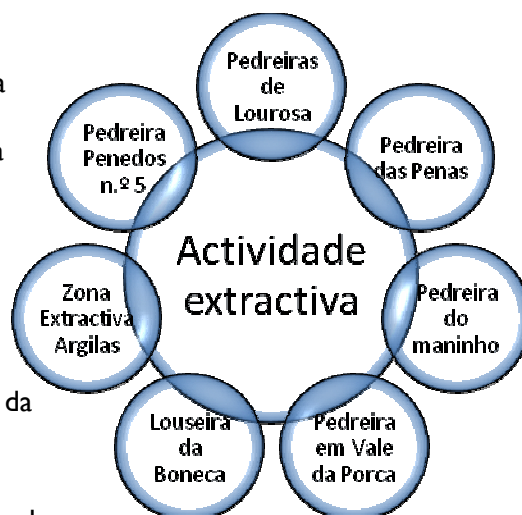 a
a
da
Pedreiras
de
Lourosa
Pedreira
das Penas
Pedreira
do
maninho
Pedreira
em Vale
da Porca
Louseira
da
Boneca
Zona
Extractiva
Argilas
Pedreira
Penedos
n.º 5
Actividade
extractiva